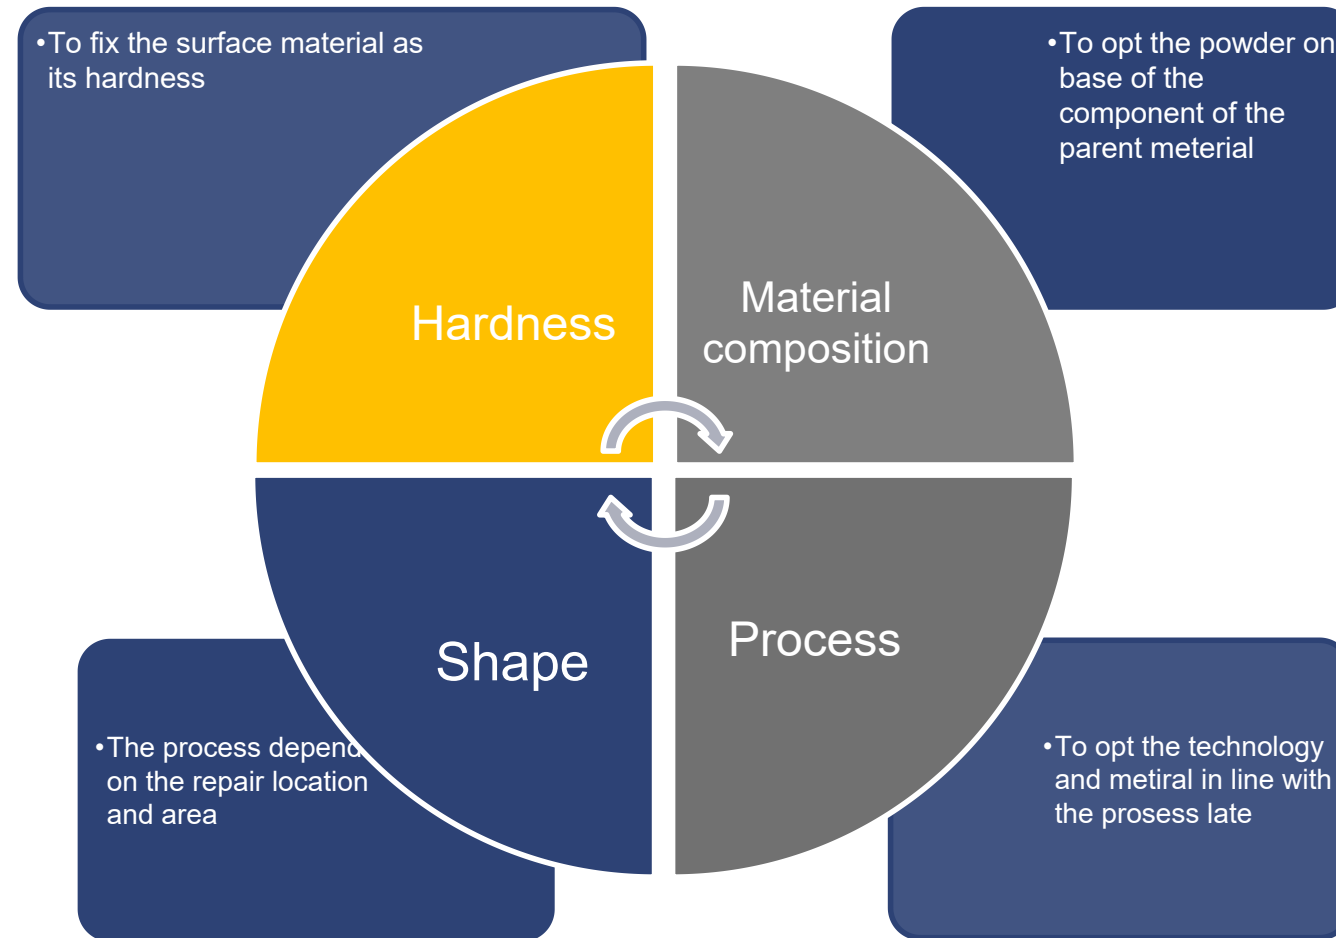 •To fix the surface material as
its hardness
•To opt the powder on
base of the
component of the
parent meterial
Hardness
Material
composition
Shape
Process
•The process depend
on the repair location
and area
•To opt the technology
and metiral in line with
the prosess late